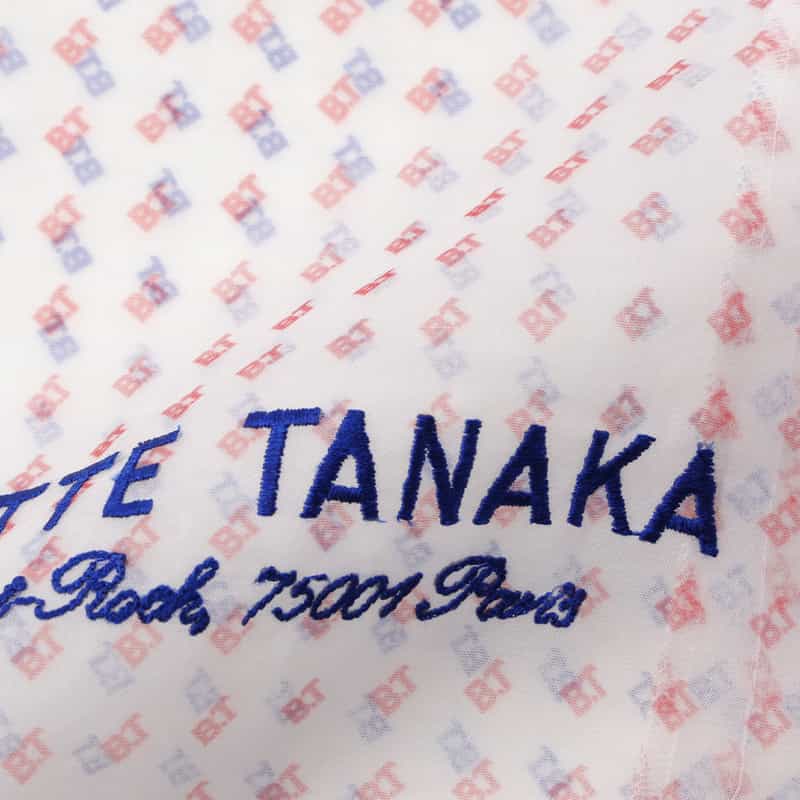 TTE TANAKA
t-Roch, 75001 Paris